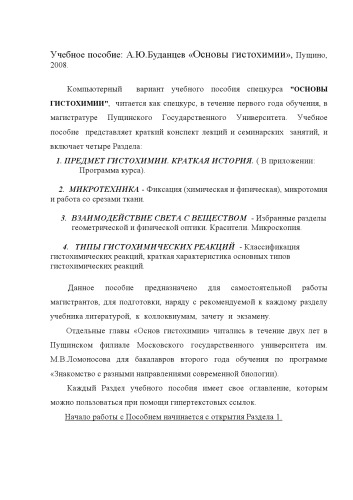 Учебное пособие: А.Ю.Буданцев «Основы гистохимии», Пущино,
2008.
Компьютерный вариант учебного пособия спецкурса "ОСНОВЫ
ГИСТОХИМИИ", читается как спецкурс, в течение первого года обучения, в
магистратуре Пущинского Государственного Университета. Учебное
пособие представляет краткий конспект лекций и семинарских занятий, и
включает четыре Раздела:
1. ПРЕДМЕТ ГИСТОХИМИИ. КРАТКАЯ ИСТОРИЯ. ( В приложении:
Программа курса).
2. МИКРОТЕХНИКА - Фиксация (химическая и физическая), микротомия
и работа со срезами ткани.
3. ВЗАИМОДЕЙСТВИЕ СВЕТА С ВЕЩЕСТВОМ - Избранные разделы
геометрической и физической оптики. Красители. Микроскопия.
4. ТИПЫ ГИСТОХИМИЧЕСКИХ РЕАКЦИЙ - Классификация
гистохимических реакций, краткая характеристика основных типов
гистохимических реакций.
Данное пособие предназначено для самостоятельной работы
магистрантов, для подготовки, наряду с рекомендуемой к каждому разделу
учебника литературой, к коллоквиумам, зачету и экзамену.
Отдельные главы «Основ гистохимии» читались в течение двух лет в
Пущинском филиале Московского государственного университета им.
М.В.Ломоносова для бакалавров второго года обучения по программе
«Знакомство с разными направлениями современной биологии).
Каждый Раздел учебного пособия имеет свое оглавление, которым
можно пользоваться при помощи гипертекстовых ссылок.
Начало работы с Пособием начинается с открытия Раздела 1.